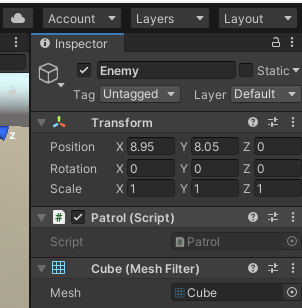 Account Layers Layout
z
Inspector
Enemy Static
Tag Untagged Layer Default
Transform
Position X 8.95 Y 8.05 Z 0
Rotation X 0 Y 0 Z 0
Scale X 1 Y 1 Z 1
# Patrol (Script)
Script # Patrol
Cube (Mesh Filter)
Mesh Cube